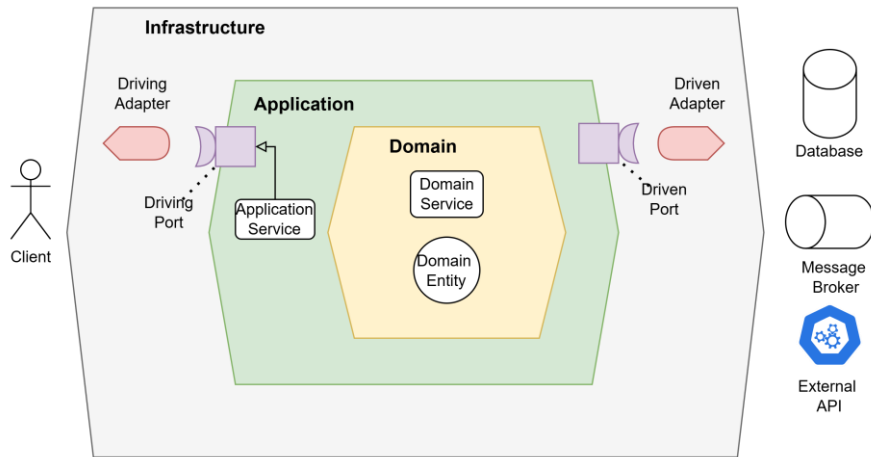 Infrastructure
Driving
Adapter
Application
Driven
Adapter
Domain
Database
Driving
Port
Application
Service
Domain
Service
Driven
Port
Client
Domain
Entity
Message
Broker
External
API